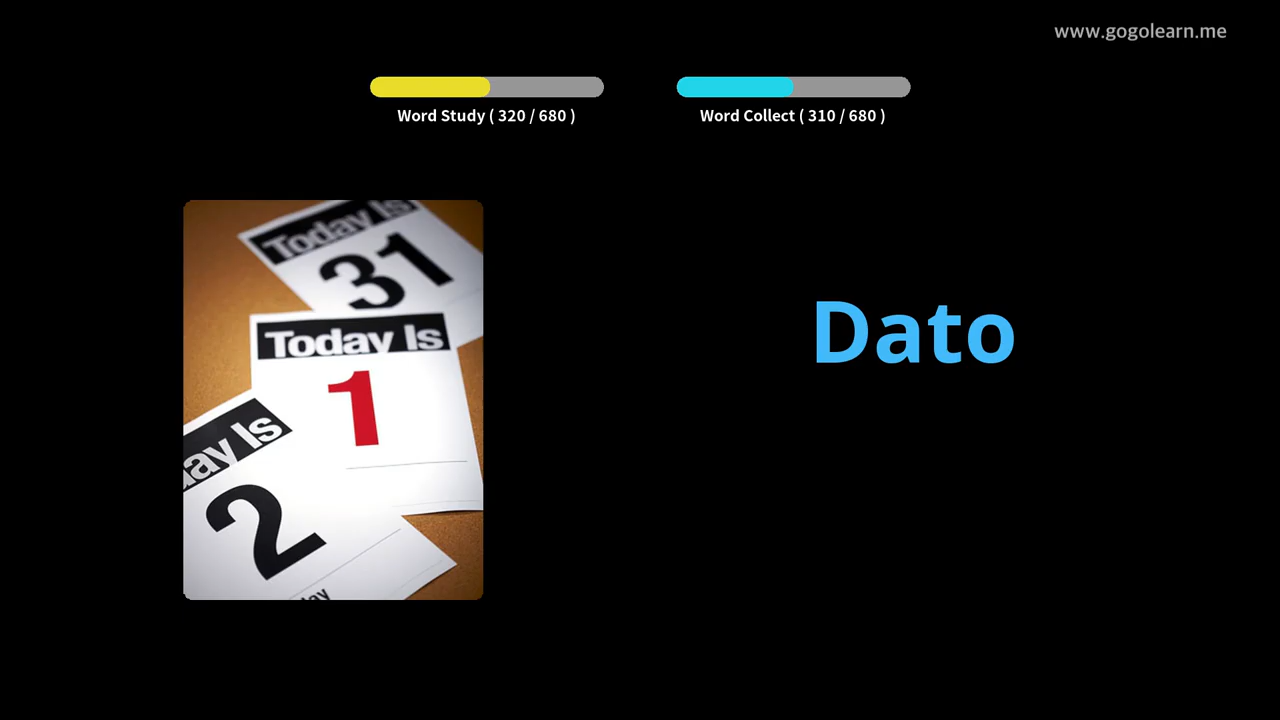 www.gogolearn.me
Word Study ( 320 / 680 )
Word Collect ( 310 / 680 )
Today Is
31
Today Is
1
Dato
ay Is
2